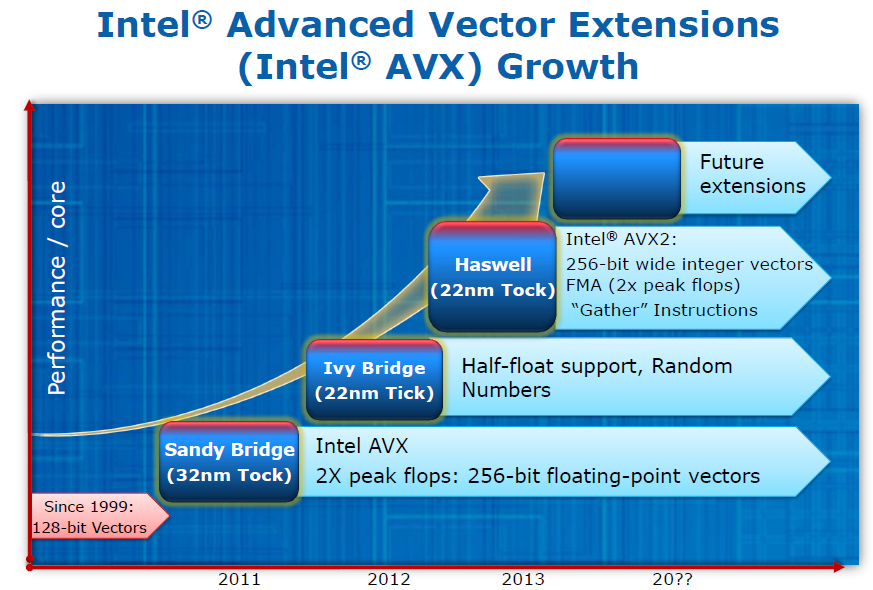 Intel® Advanced Vector Extensions
(Intel® AVX) Growth
Performance / core
Future
extensions
Haswell
(22nm Tock)
Intel® AVX2:
256-bit wide integer vectors
FMA (2x peak flops)
“Gather” Instructions
Ivy Bridge
(22nm Tick)
Half-float support, Random
Numbers
Sandy Bridge
(32nm Tock)
Intel AVX
2X peak flops: 256-bit floating-point vectors
Since 1999:
128-bit Vectors
2011
2012
2013
20??